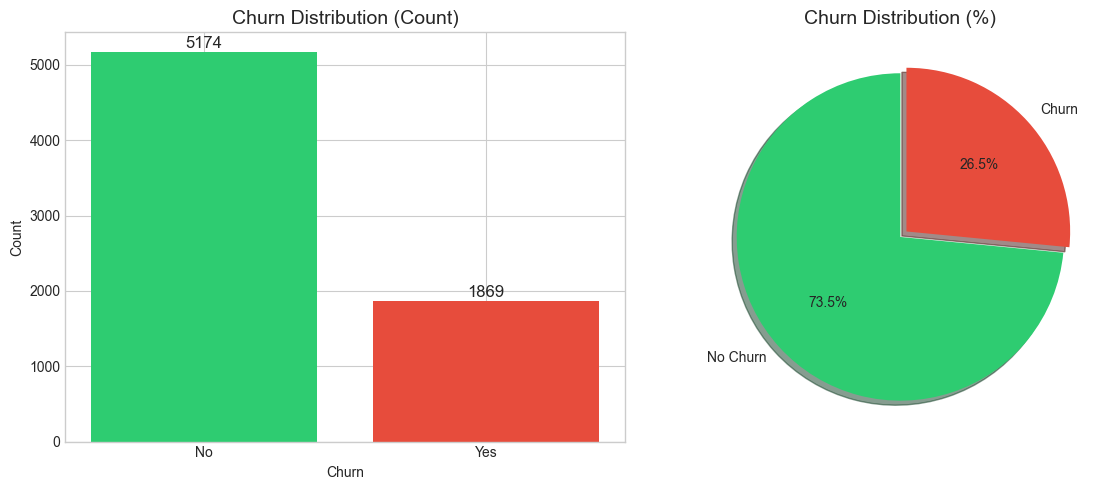 Churn Distribution (Count)
5174
1869
5000
4000
3000
2000
1000
0
Count
No
Yes
Churn
Churn Distribution (%)
Churn
26.5%
73.5%
No Churn